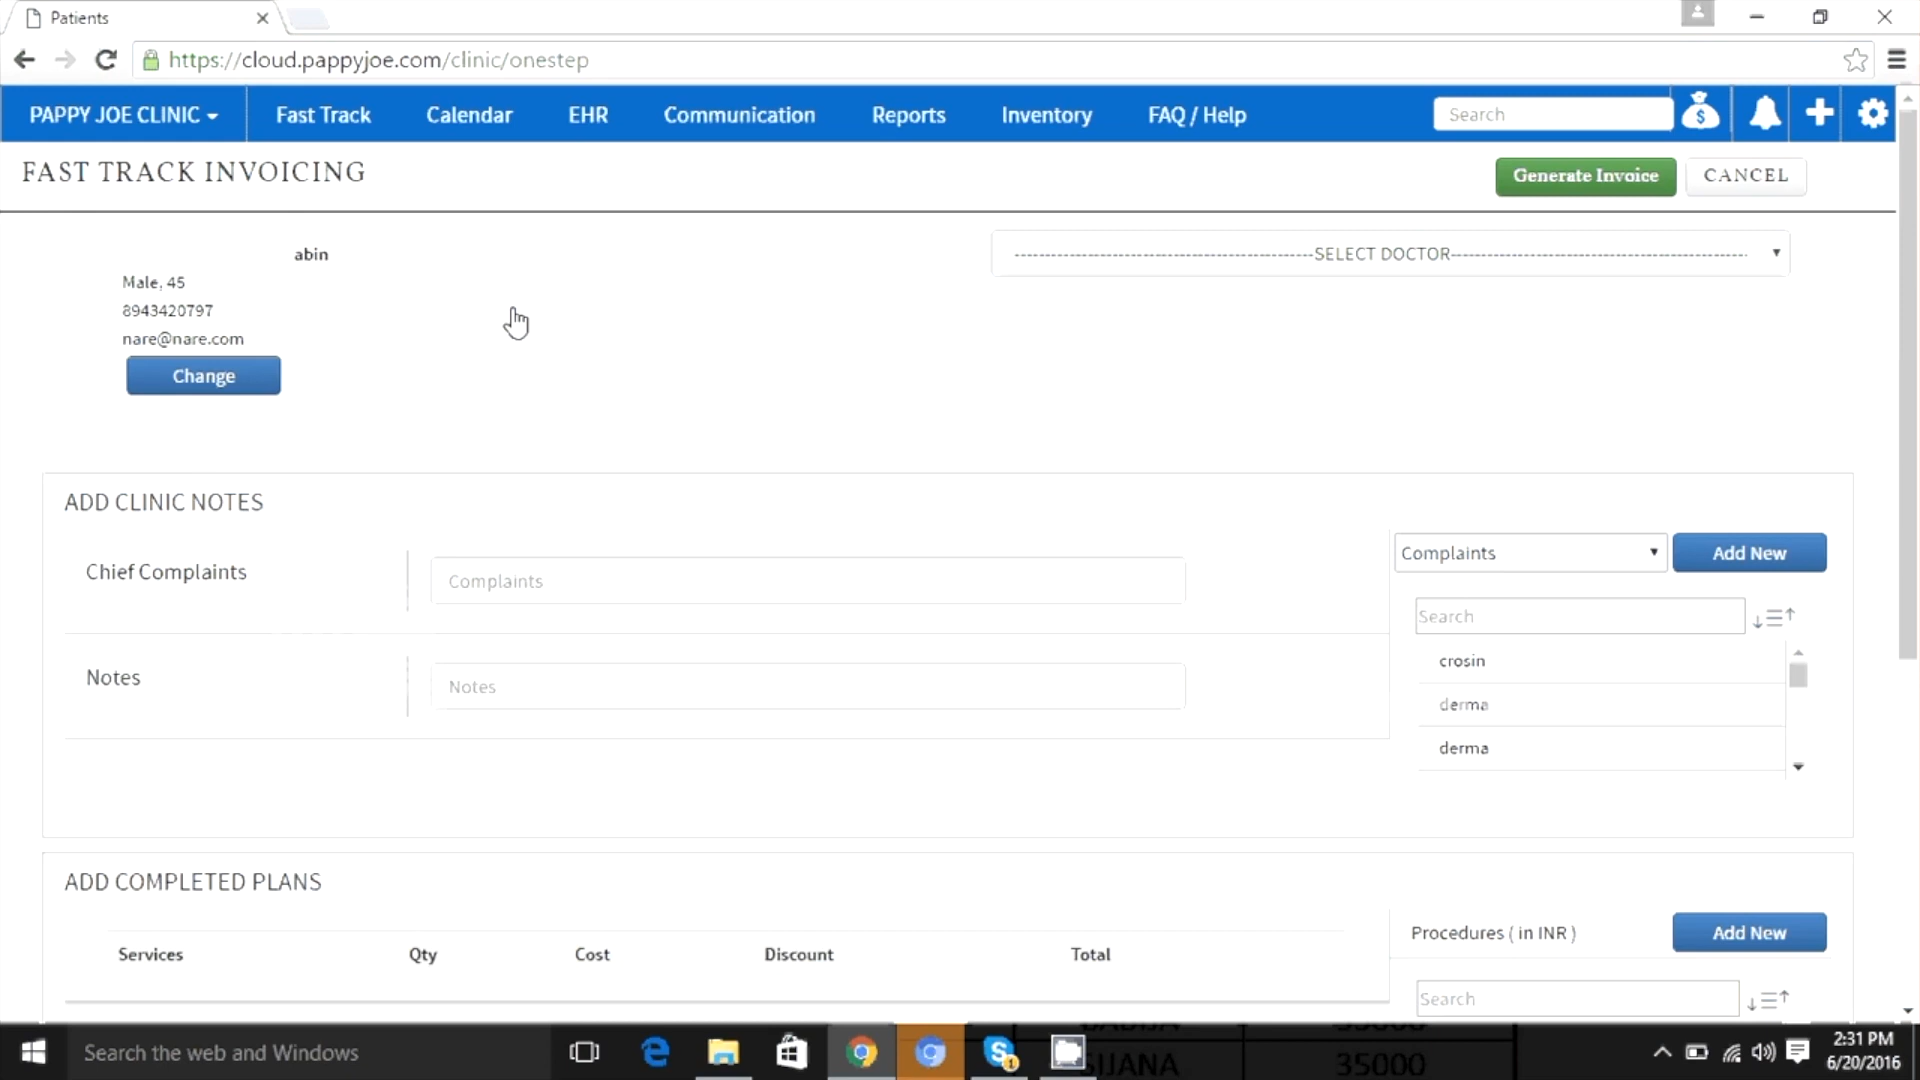 Patients
https://cloud.pappyjoe.com/clinic/onestep
PAPPY JOE CLINIC
Fast Track
Calendar
EHR
Communication
Reports
Inventory
FAQ / Help
Search
FAST TRACK INVOICING
Generate Invoice
CANCEL
abin
SELECT DOCTOR
Male, 45
8943420797
nare@nare.com
Change
ADD CLINIC NOTES
Chief Complaints
Complaints
Complaints
Add New
Search
Notes
Notes
crosin
derma
derma
ADD COMPLETED PLANS
Procedures ( in INR )
Add New
Services
Qty
Cost
Discount
Total
Search
Search the web and Windows
1
SIJANA
35000
2:31 PM
6/20/2016